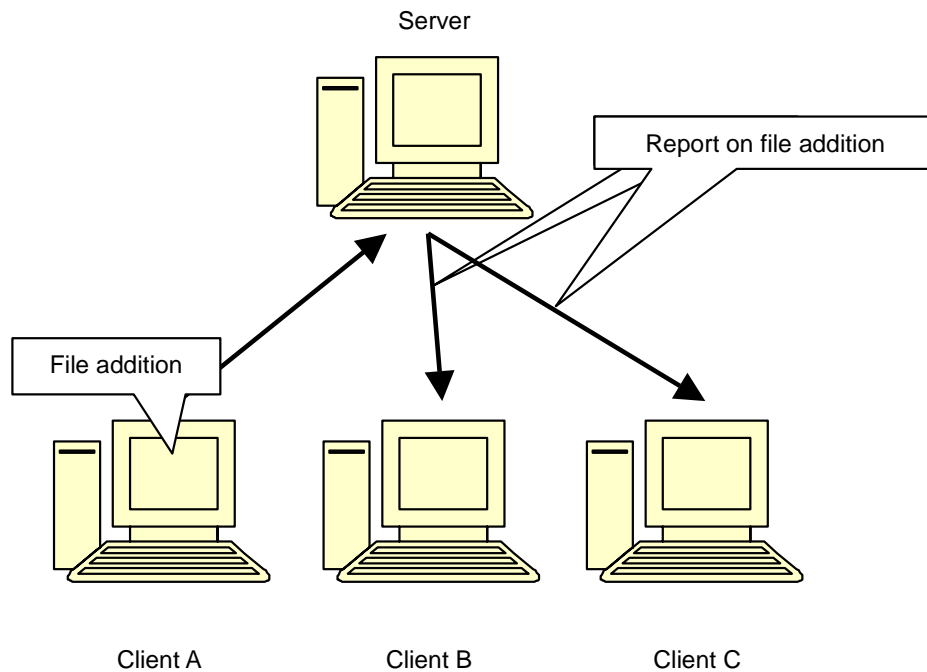 Server
Report on file addition
File addition
Client A
Client B
Client C